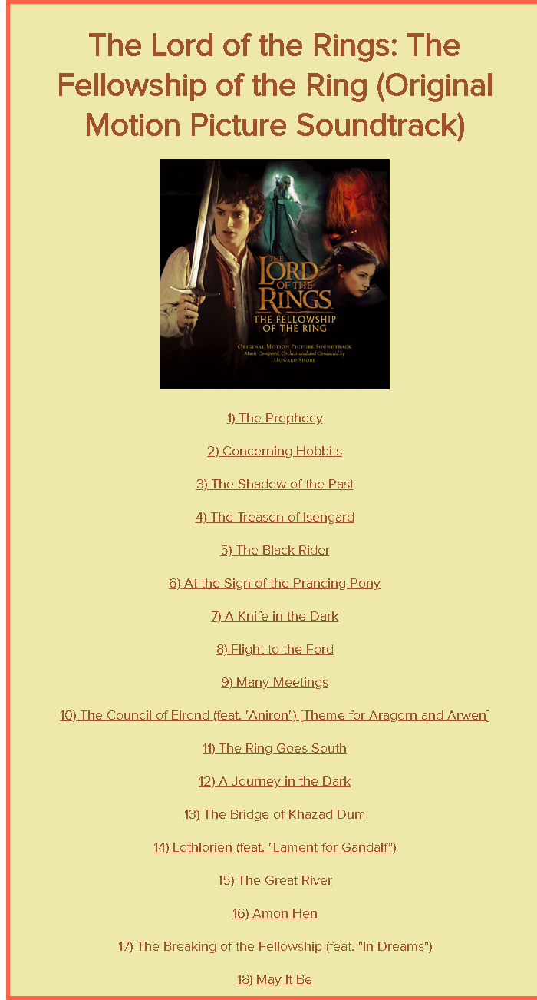 The Lord of the Rings: The
Fellowship of the Ring (Original
Motion Picture Soundtrack)
THE
LORD
OF THE
RINGS
THE FELLOWSHIP
OF THE RING
ORIGINAL MOTION PICTURE SOUNDTRACK
Music Composed, Orchestrated and Conducted by
HOWARD SHORE
1) The Prophecy
2) Concerning Hobbits
3) The Shadow of the Past
4) The Treason of Isengard
5) The Black Rider
6) At the Sign of the Prancing Pony
7) A Knife in the Dark
8) Flight to the Ford
9) Many Meetings
10) The Council of Elrond (feat. "Aniron") [Theme for Aragorn and Arwen]
11) The Ring Goes South
12) A Journey in the Dark
13) The Bridge of Khazad Dum
14) Lothlorien (feat. "Lament for Gandalf")
15) The Great River
16) Amon Hen
17) The Breaking of the Fellowship (feat. "In Dreams")
18) May It Be